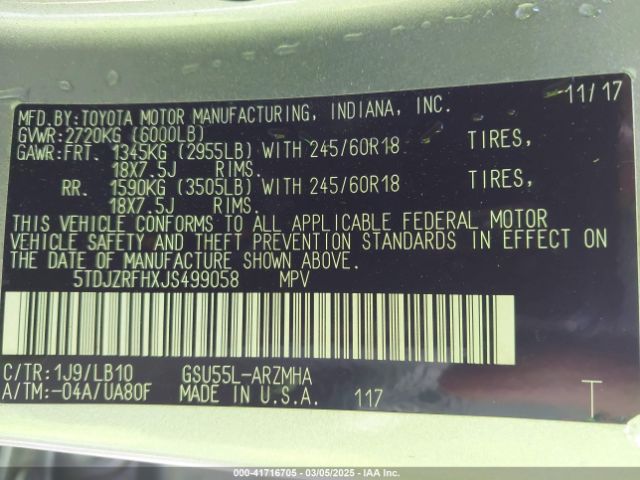 MFD.BY:TOYOTA MOTOR MANUFACTURING, INDIANA, INC. 11/17
GVWR:2720KG (6000LB)
GAWR:FRT. 1345KG (2955LB) WITH 245/60R18 TIRES,
18X7.5J RIMS.
RR. 1590KG (3505LB) WITH 245/60R18 TIRES,
18X7.5J RIMS.
THIS VEHICLE CONFORMS TO ALL APPLICABLE FEDERAL MOTOR
VEHICLE SAFETY AND THEFT PREVENTION STANDARDS IN EFFECT ON
THE DATE OF MANUFACTURE SHOWN ABOVE.
5TDJZRFHXJS499058 MPV
C/TR:1J9/LB10 GSU55L-ARZMHA
A/TM:-04A/UA80F MADE IN U.S.A. 117 T
000-41716705 - 03/05/2025 - IAA Inc.